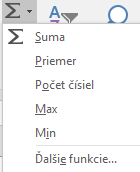 Σ
A
Z
Σ Suma
Priemer
Počet čísiel
Max
Min
Ďalšie funkcie...